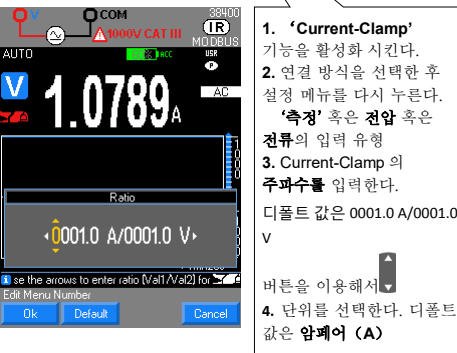 V COM 38400
IR
1000V CAT III
MODBUS
AUTO ACC USR
P
V 1.0789A AC
Ratio
0001.0 A/0001.0 V
se the arrows to enter ratio (Val1/Val2) for
Edit Menu Number
Ok Default Cancel
1. ‘Current-Clamp’
기능을 활성화 시킨다.
2. 연결 방식을 선택한 후
설정 메뉴를 다시 누른다.
‘측정’ 혹은 전압 혹은
전류의 입력 유형
3. Current-Clamp 의
주파수를 입력한다.
디폴트 값은 0001.0 A/0001.0
V
버튼을 이용해서
4. 단위를 선택한다. 디폴트
값은 암페어 (A)